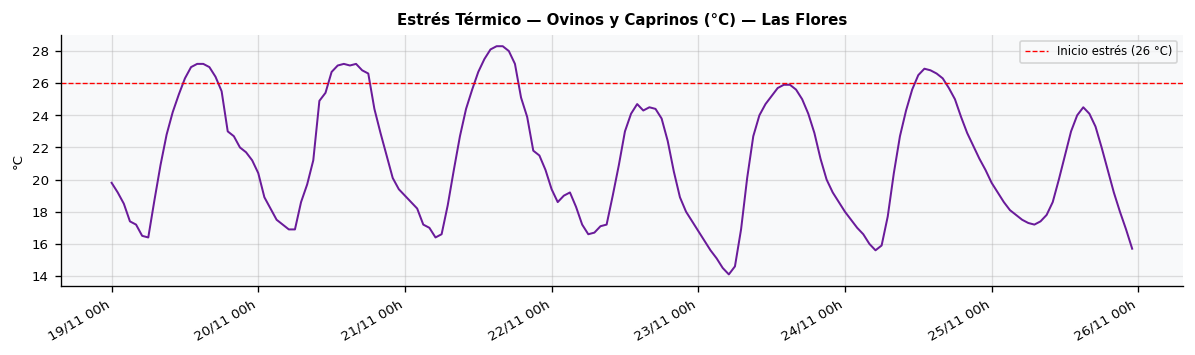 Estrés Térmico — Ovinos y Caprinos (°C) — Las Flores
Inicio estrés (26 °C)
°C
28
26
24
22
20
18
16
14
19/11 00h
20/11 00h
21/11 00h
22/11 00h
23/11 00h
24/11 00h
25/11 00h
26/11 00h